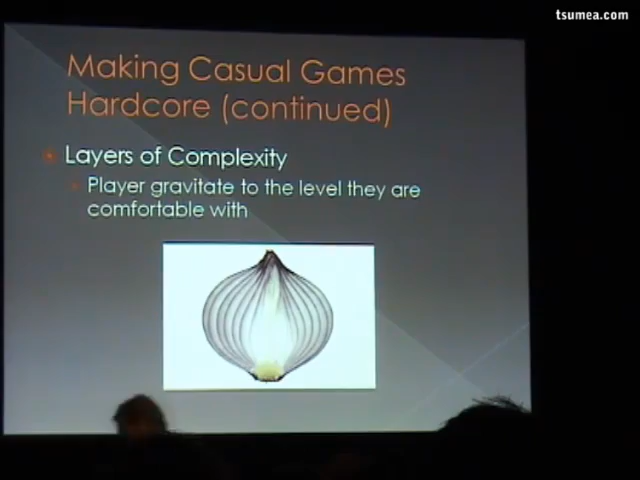 tsumea.com
Making Casual Games
Hardcore (continued)
Layers of Complexity
Player gravitate to the level they are
comfortable with